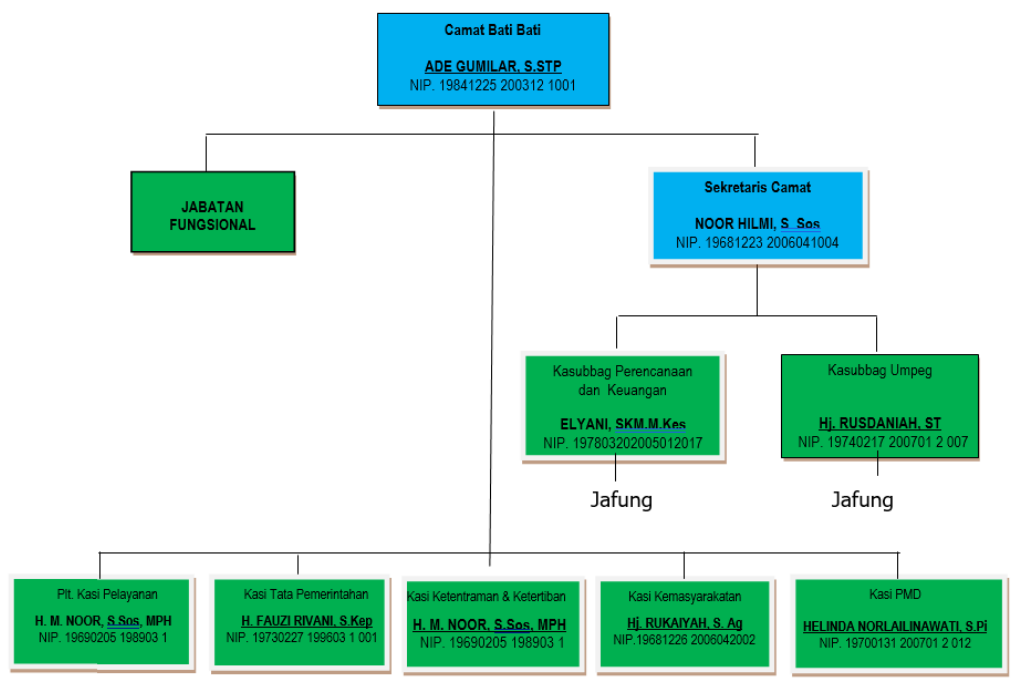 Camat Bati Bati
ADE GUMILAR, S.STP
NIP. 19841225 200312 1001
JABATAN
FUNGSIONAL
Sekretaris Camat
NOOR HILMI, S. Sos
NIP. 19681223 2006041004
Kasubbag Perencanaan
dan Keuangan
ELYANI, SKM.M.Kes
NIP. 197803202005012017
Jafung
Kasubbag Umpeg
Hj. RUSDANIAH, ST
NIP. 19740217 200701 2 007
Jafung
Plt. Kasi Pelayanan
H. M. NOOR, S.Sos, MPH
NIP. 19690205 198903 1
Kasi Tata Pemerintahan
H. FAUZI RIVANI, S.Kep
NIP. 19730227 199603 1 001
Kasi Ketentraman & Ketertiban
H. M. NOOR, S.Sos, MPH
NIP. 19690205 198903 1
Kasi Kemasyarakatan
Hj. RUKAIYAH, S. Ag
NIP.19681226 2006042002
Kasi PMD
HELINDA NORLAILINAWATI, S.Pi
NIP. 19700131 200701 2 012